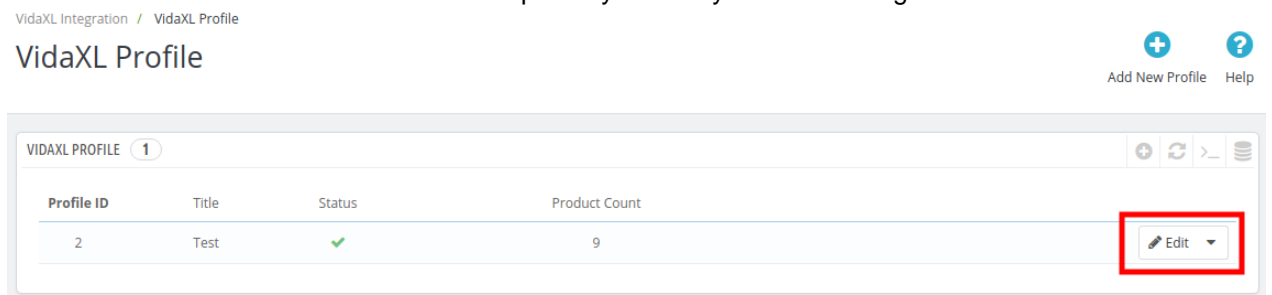 VidaXL Integration / VidaXL Profile
VidaXL Profile
Add New Profile Help
VIDAXL PROFILE 1
Profile ID Title Status Product Count
2 Test 9 Edit